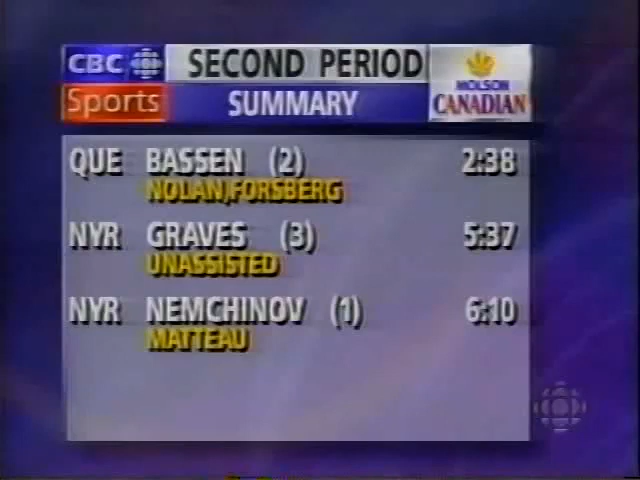 CBC SECOND PERIOD
Sports SUMMARY
MOLSON
CANADIAN
QUE BASSEN (2) 2:38
NOLAN,FORSBERG
NYR GRAVES (3) 5:37
UNASSISTED
NYR NEMCHINOV (1) 6:10
MATTEAU